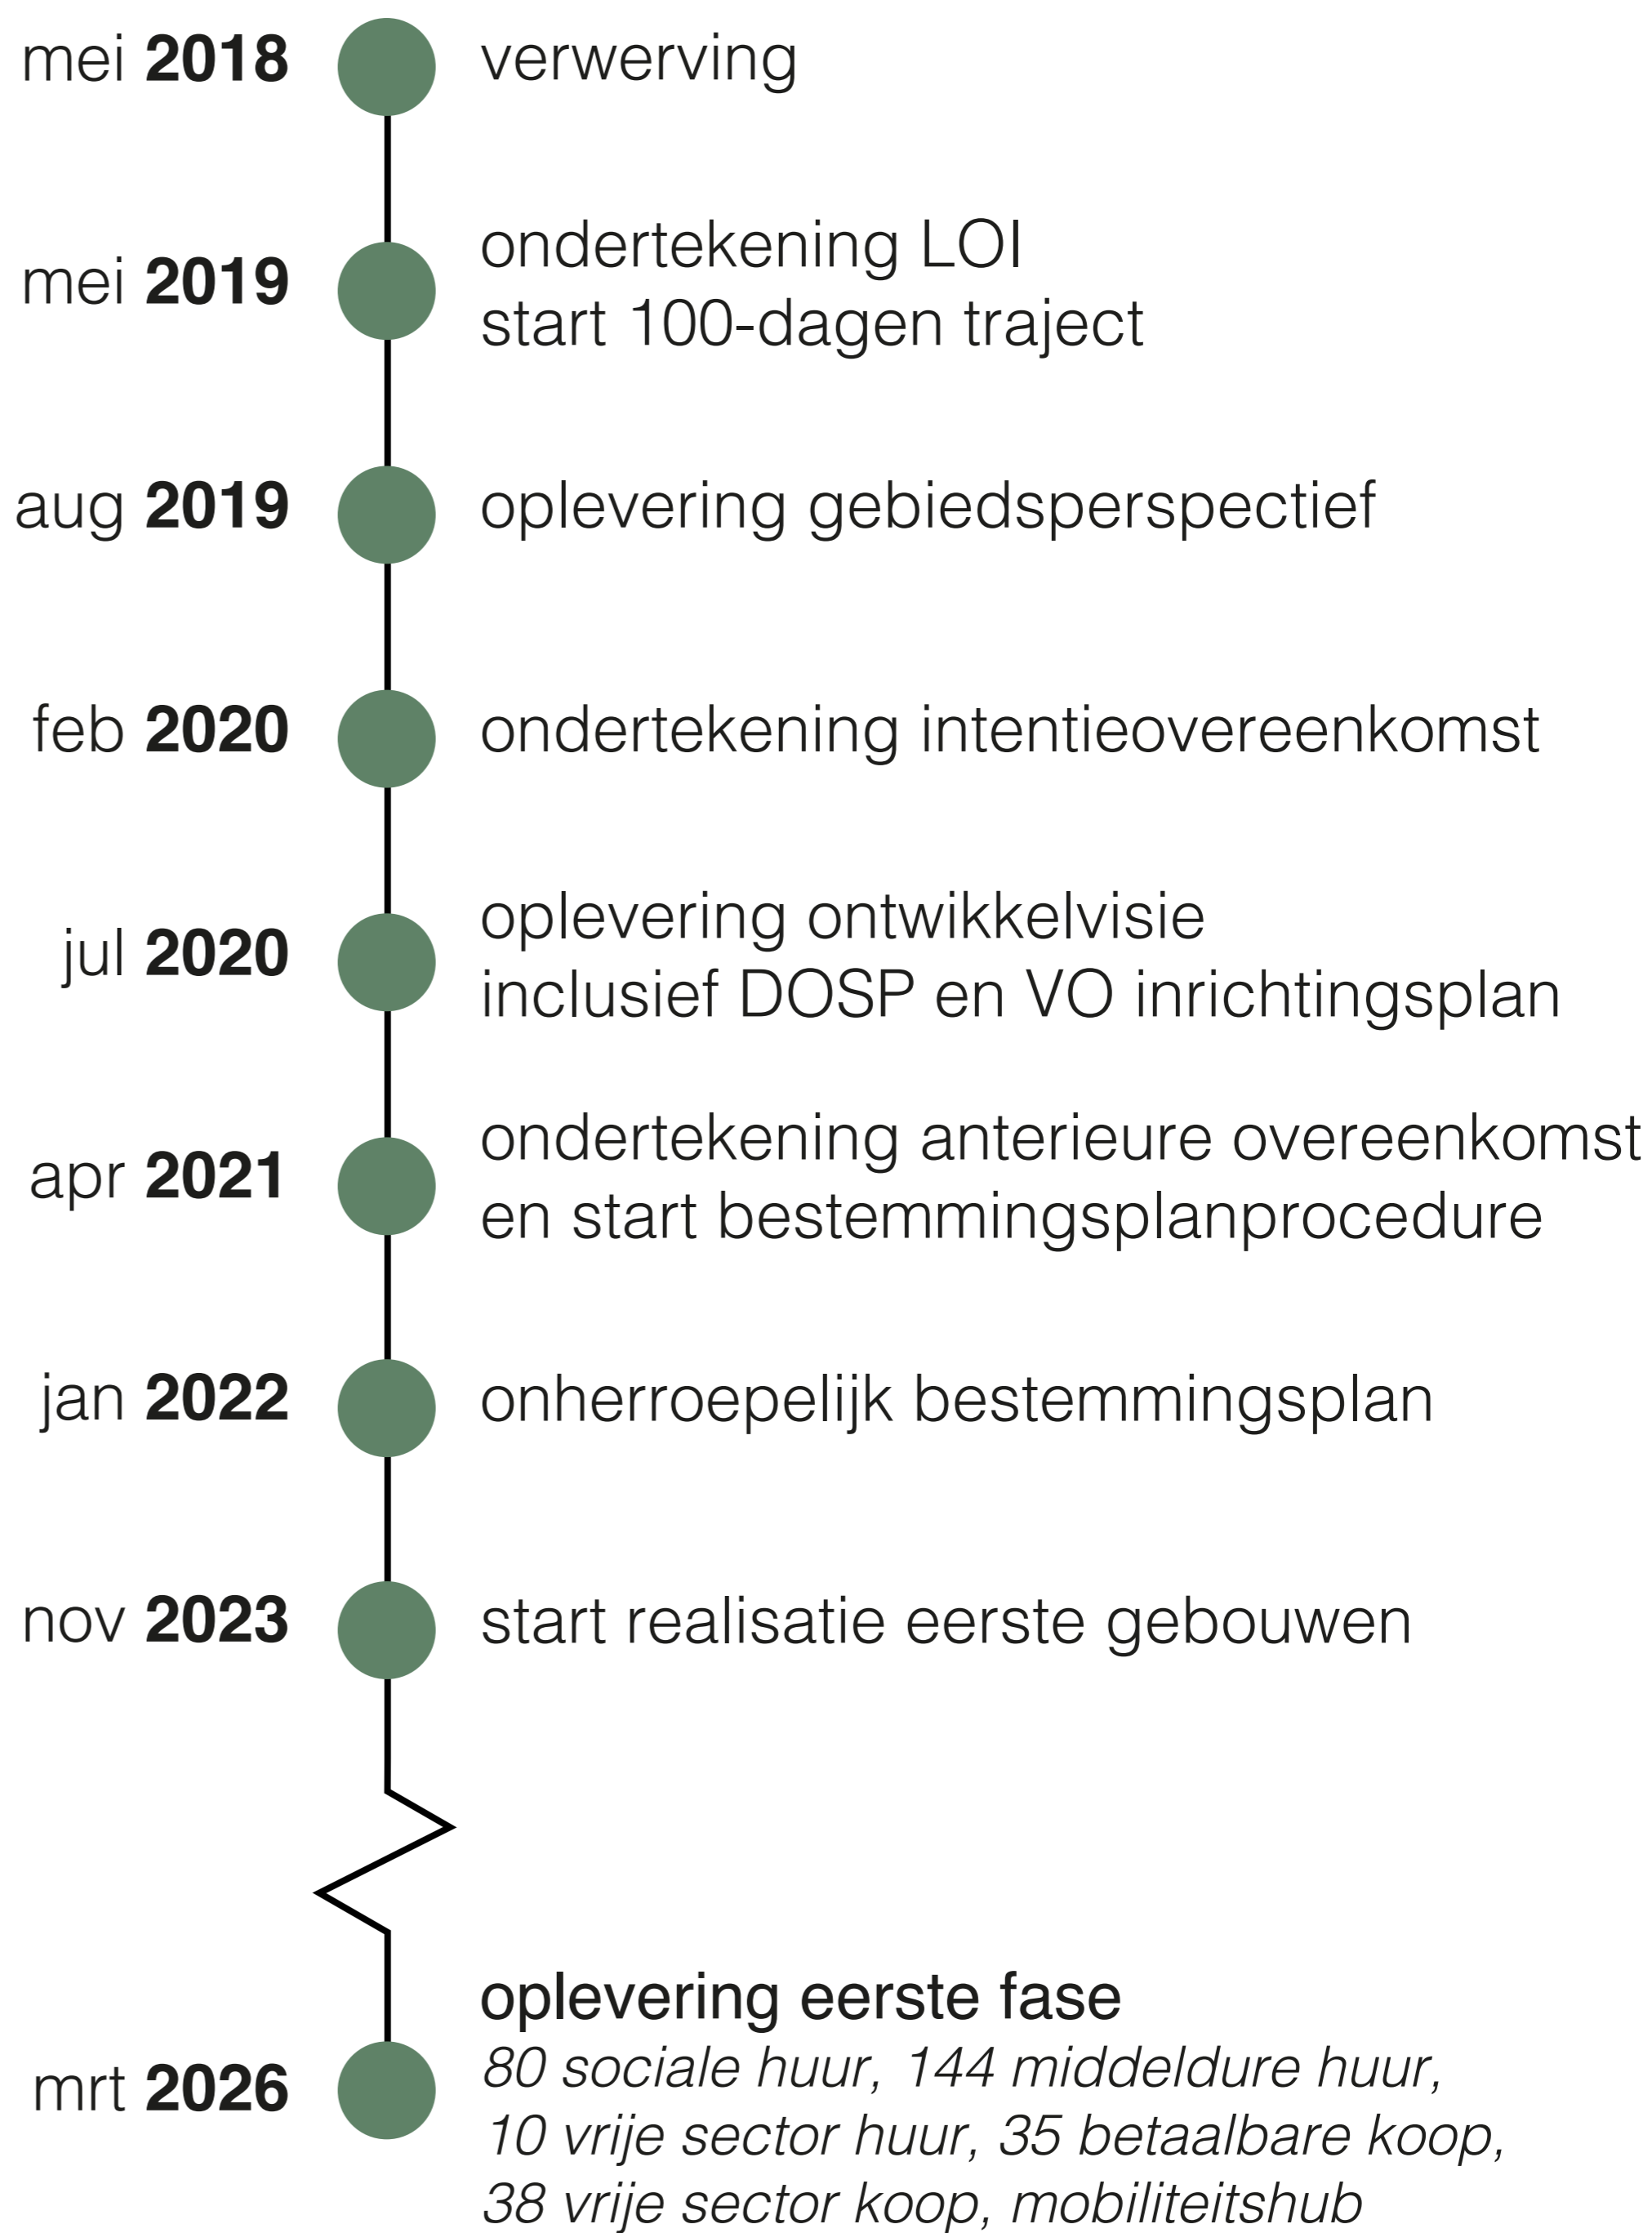 mei 2018 verwerving
mei 2019 ondertekening LOI
start 100-dagen traject
aug 2019 oplevering gebiedsperspectief
feb 2020 ondertekening intentieovereenkomst
jul 2020 oplevering ontwikkelvisie
inclusief DOSP en VO inrichtingsplan
apr 2021 ondertekening anterieure overeenkomst
en start bestemmingsplanprocedure
jan 2022 onherroepelijk bestemmingsplan
nov 2023 start realisatie eerste gebouwen
mrt 2026 oplevering eerste fase
80 sociale huur, 144 middeldure huur,
10 vrije sector huur, 35 betaalbare koop,
38 vrije sector koop, mobiliteitshub